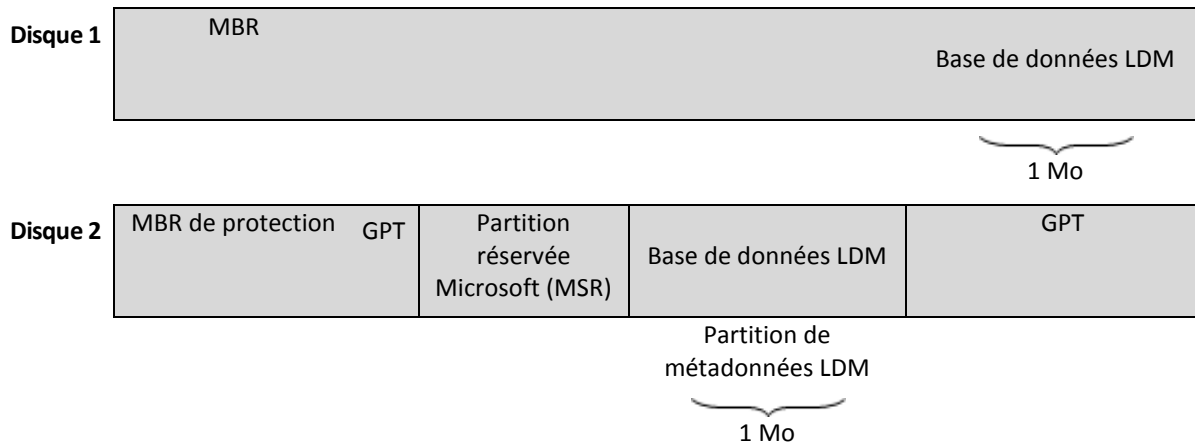 Disque 1
MBR
Base de données LDM
1 Mo
Disque 2
MBR de protection
GPT
Partition
réservée
Microsoft (MSR)
Base de données LDM
GPT
Partition de
métadonnées LDM
1 Mo